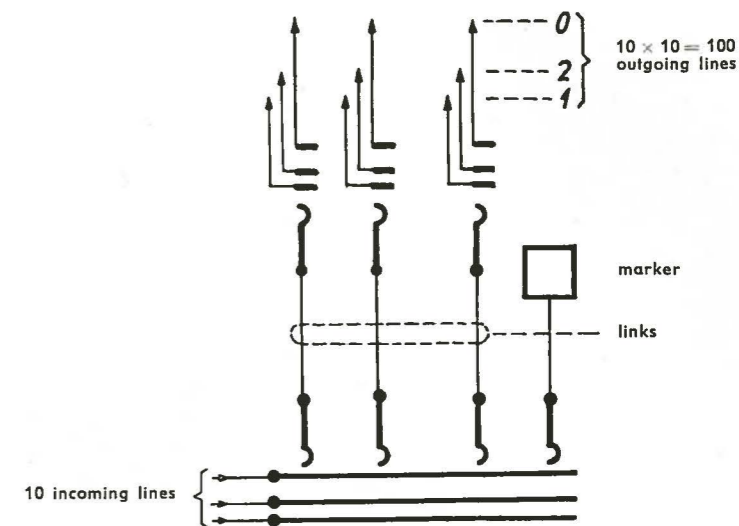 0
10 × 10 = 100
outgoing lines
2
1
marker
links
10 incoming lines